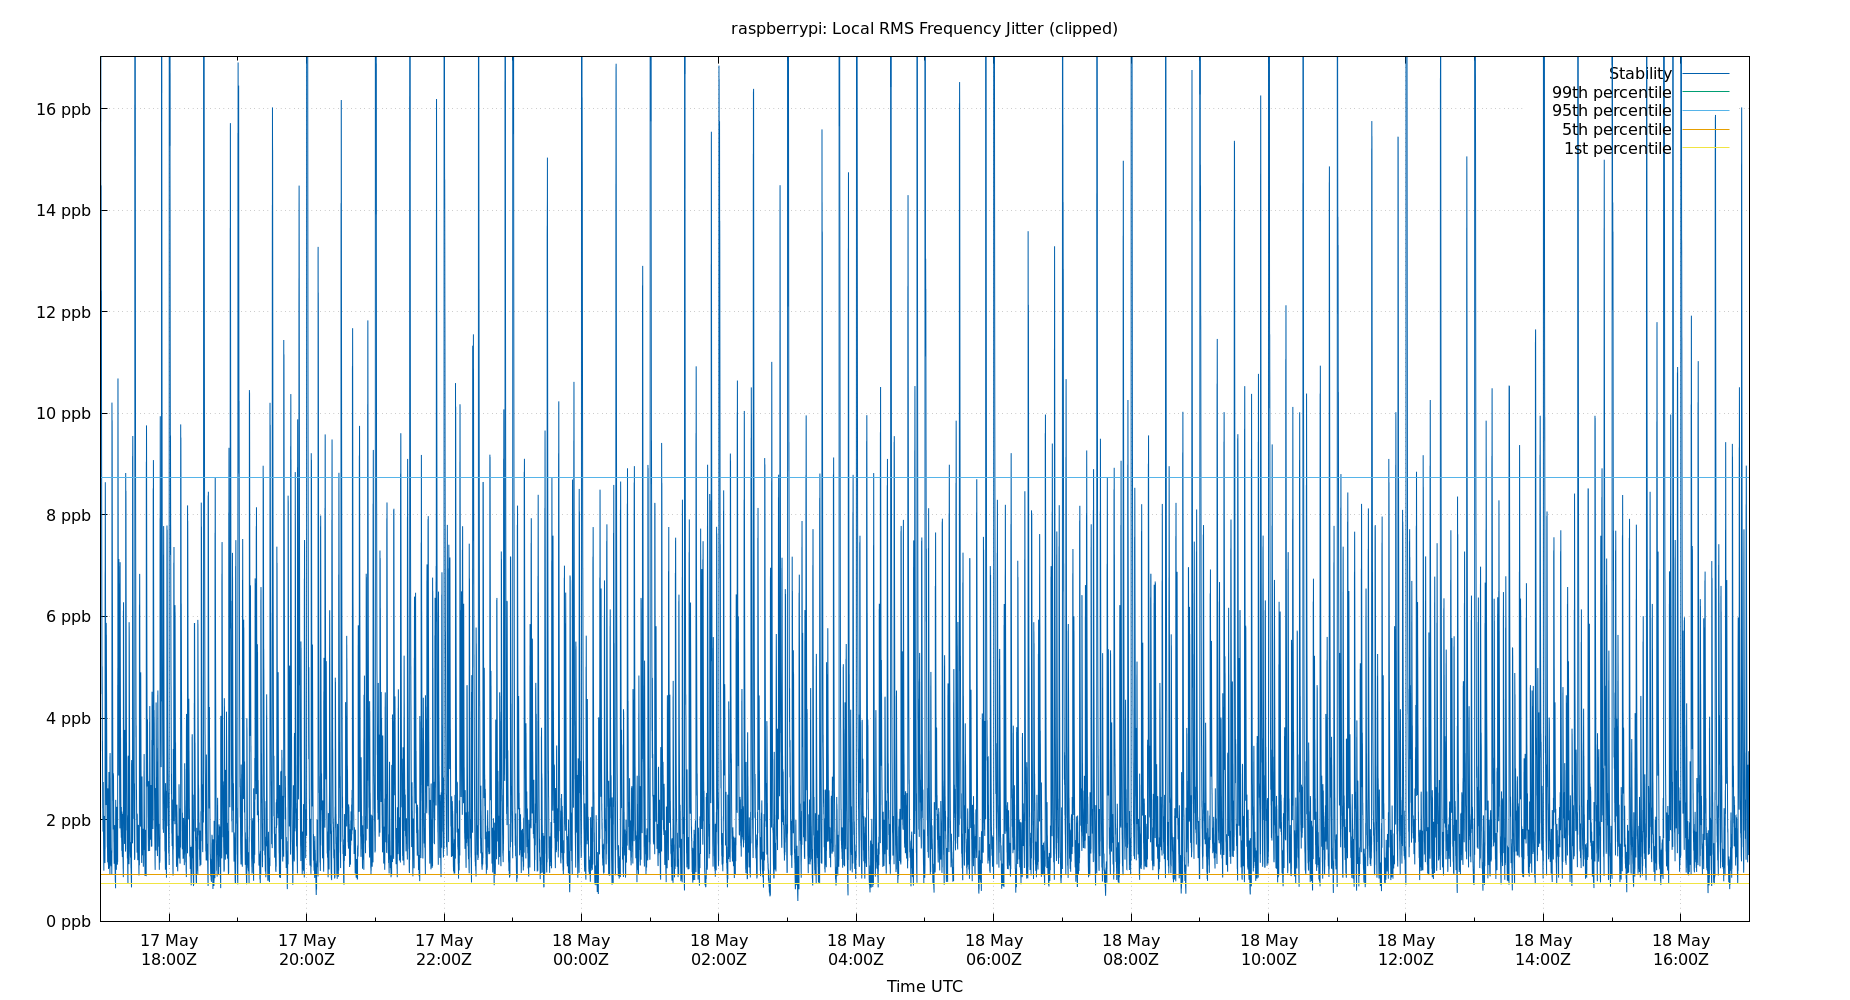 raspberrypi: Local RMS Frequency Jitter (clipped)
Stability
99th percentile
95th percentile
5th percentile
1st percentile
16 ppb
14 ppb
12 ppb
10 ppb
8 ppb
6 ppb
4 ppb
2 ppb
0 ppb
17 May 17 May 17 May 18 May 18 May 18 May 18 May 18 May 18 May 18 May 18 May 18 May
18:00Z 20:00Z 22:00Z 00:00Z 02:00Z 04:00Z 06:00Z 08:00Z 10:00Z 12:00Z 14:00Z 16:00Z
Time UTC